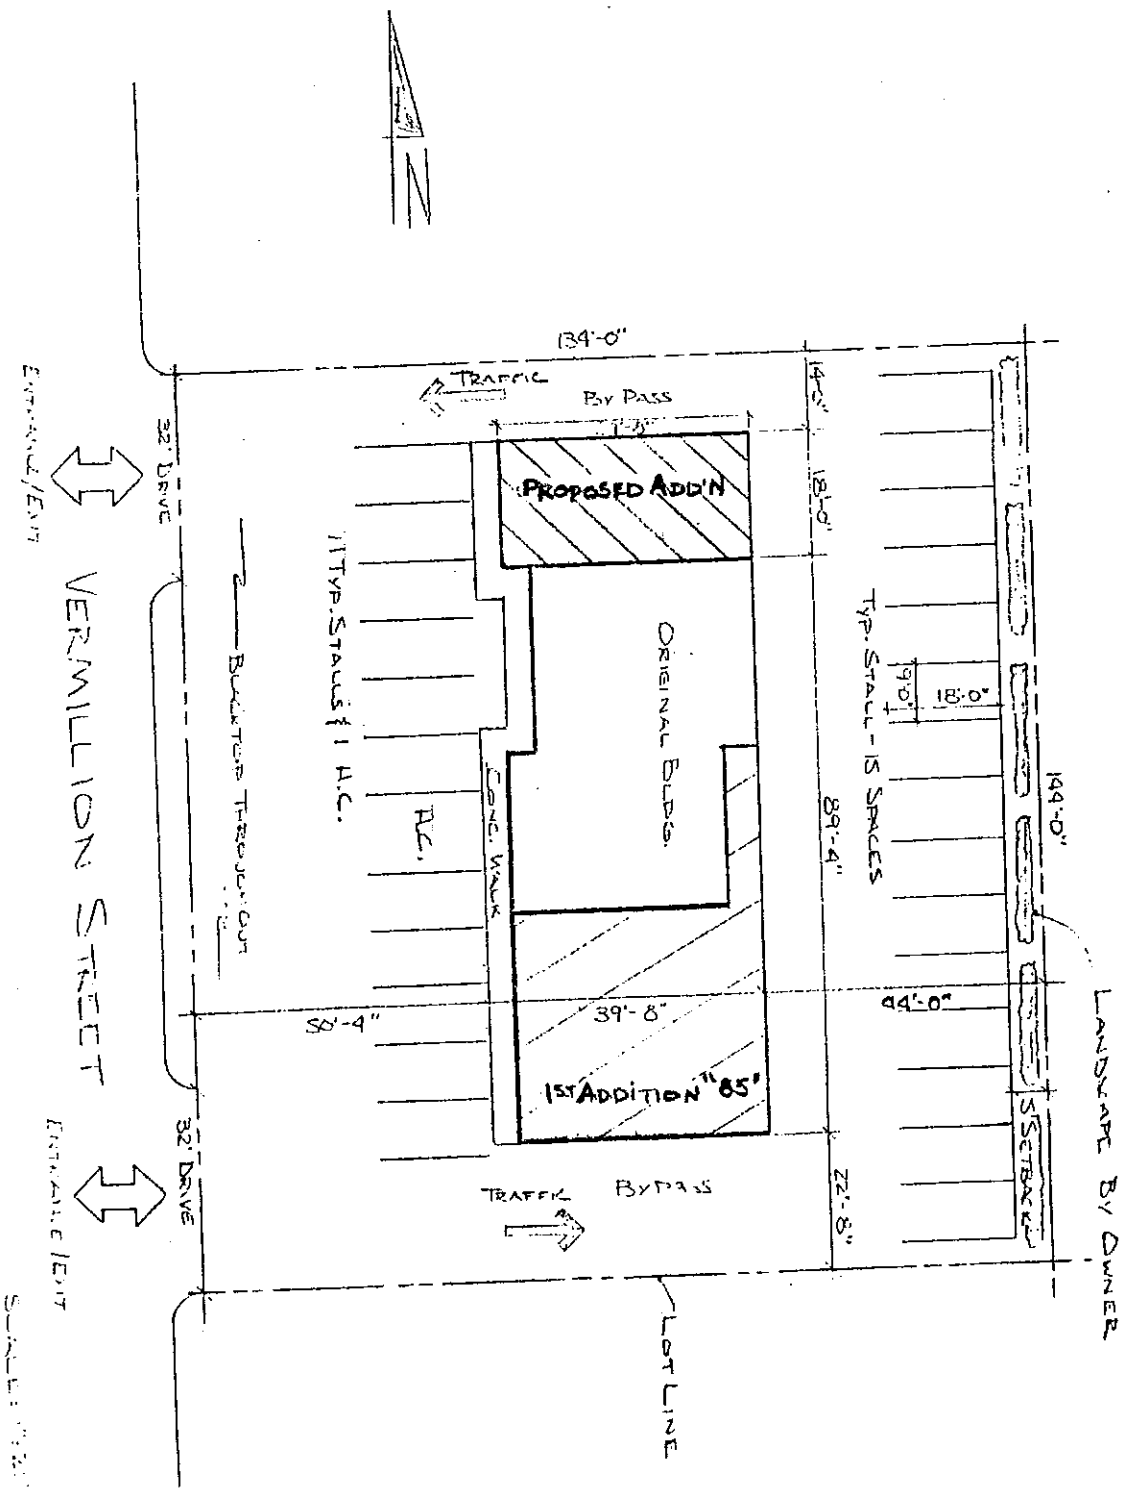 N
134'-0"
TRAFFIC
By Pass
14'-0"
18'-0"
PROPOSED ADD'N
ENTRANCE/EXIT
32' DRIVE
11 TYP. STALLS & 1 H.C.
ORIGINAL BLDG.
TYP. STALL - 15 SPACES
9'-0"
18'-0"
144'-0"
89'-4"
BLACKTOP THROUGHOUT
VERMILLION STREET
H.C.
CONC. WALK
50'-4"
39'-8"
44'-0"
1ST ADDITION "85"
LANDSCAPE BY OWNER
5' SETBACK
32' DRIVE
ENTRANCE/EXIT
TRAFFIC
BYPASS
22'-8"
LOT LINE
SCALE: